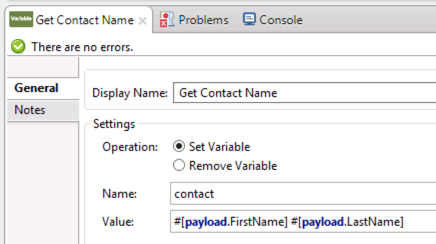 Variable Get Contact Name Problems Console
There are no errors.
General
Notes
Display Name: Get Contact Name
Settings
Operation: Set Variable
Remove Variable
Name: contact
Value: #[payload.FirstName] #[payload.LastName]